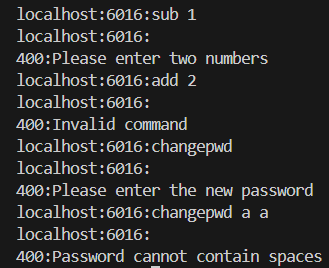 localhost:6016:sub 1
localhost:6016:
400:Please enter two numbers
localhost:6016:add 2
localhost:6016:
400:Invalid command
localhost:6016:changepwd
localhost:6016:
400:Please enter the new password
localhost:6016:changepwd a a
localhost:6016:
400:Password cannot contain spaces